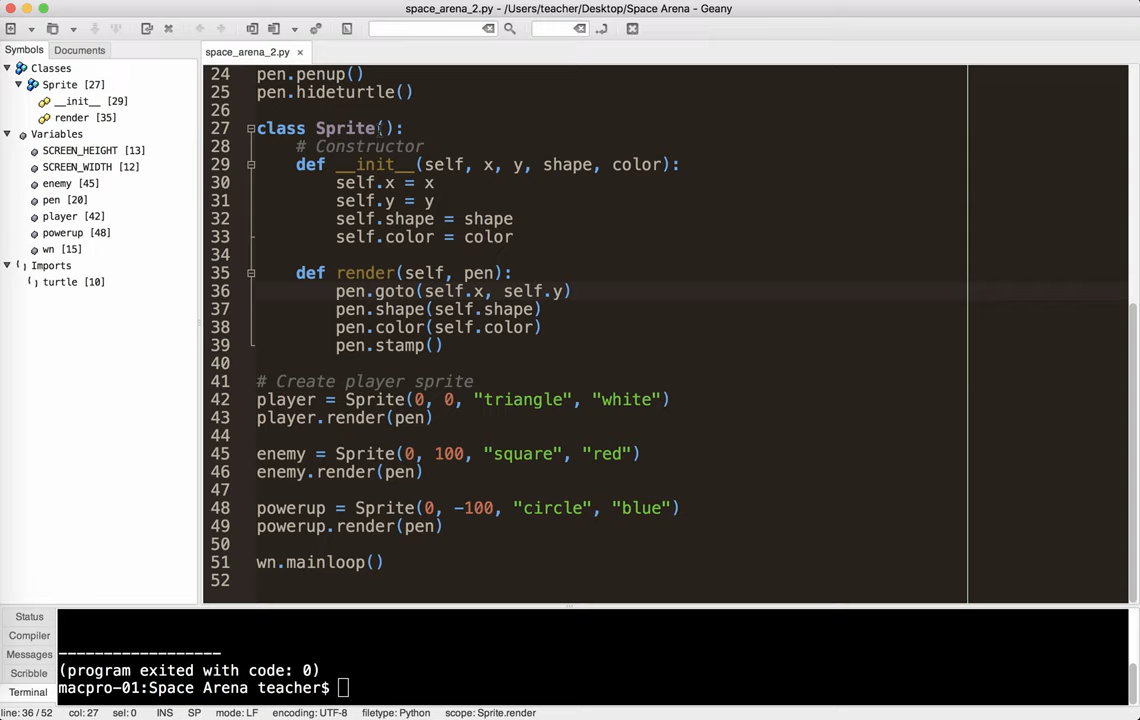 space_arena_2.py - /Users/teacher/Desktop/Space Arena - Geany
Symbols Documents
space_arena_2.py ×
Classes
Sprite [27]
__init__ [29]
render [35]
Variables
SCREEN_HEIGHT [13]
SCREEN_WIDTH [12]
enemy [45]
pen [20]
player [42]
powerup [48]
wn [15]
Imports
turtle [10]
24 pen.penup()
25 pen.hideturtle()
26
27 class Sprite():
28 # Constructor
29 def __init__(self, x, y, shape, color):
30 self.x = x
31 self.y = y
32 self.shape = shape
33 self.color = color
34
35 def render(self, pen):
36 pen.goto(self.x, self.y)
37 pen.shape(self.shape)
38 pen.color(self.color)
39 pen.stamp()
40
41 # Create player sprite
42 player = Sprite(0, 0, "triangle", "white")
43 player.render(pen)
44
45 enemy = Sprite(0, 100, "square", "red")
46 enemy.render(pen)
47
48 powerup = Sprite(0, -100, "circle", "blue")
49 powerup.render(pen)
50
51 wn.mainloop()
52
Status
Compiler
Messages
Scribble
Terminal
------------------
(program exited with code: 0)
macpro-01:Space Arena teacher$
line: 36 / 52 col: 27 sel: 0 INS SP mode: LF encoding: UTF-8 filetype: Python scope: Sprite.render